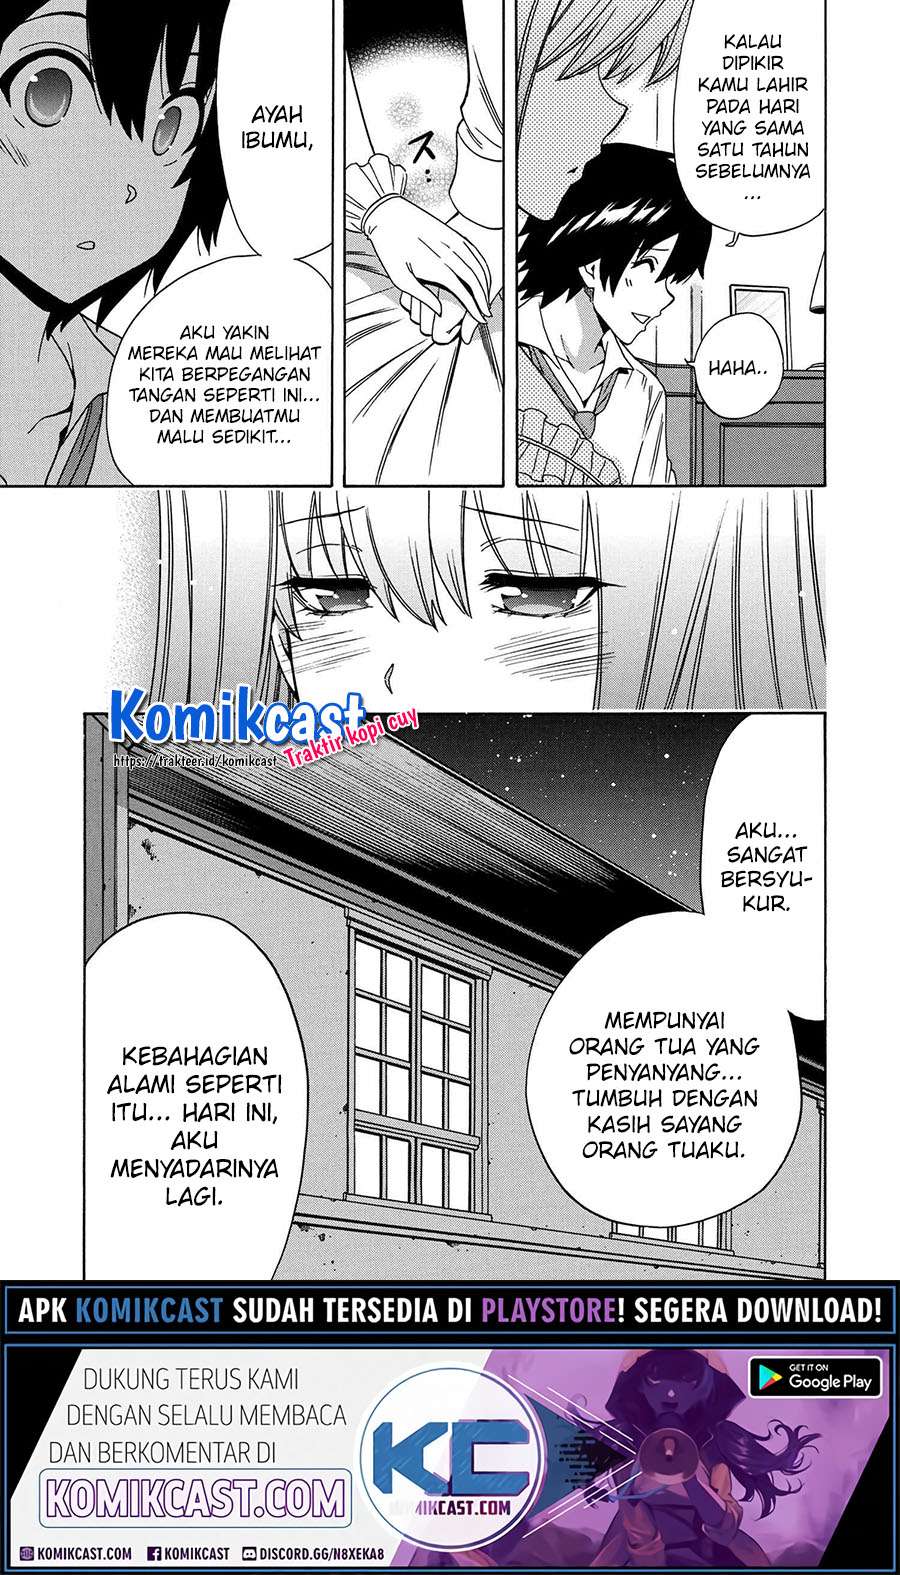 KALAU
DIPIKIR
KAMU LAHIR
PADA HARI
YANG SAMA
SATU TAHUN
SEBELUMNYA
...
HAHA..
ス...
AYAH
IBUMU,
AKU YAKIN
MEREKA MAU MELIHAT
KITA BERPEGANGAN
TANGAN SEPERTI INI...
DAN MEMBUATMU
MALU SEDIKIT...
Komikcast
Traktir kopi cuy
https://trakteer.id/komikcast
AKU...
SANGAT
BERSYU-
KUR.
MEMPUNYAI
ORANG TUA YANG
PENYANYANG...
TUMBUH DENGAN
KASIH SAYANG
ORANG TUAKU.
KEBAHAGIAN
ALAMI SEPERTI
ITU... HARI INI,
AKU
MENYADARINYA
LAGI.
APK KOMIKCAST SUDAH TERSEDIA DI PLAYSTORE! SEGERA DOWNLOAD!
DUKUNG TERUS KAMI
DENGAN SELALU MEMBACA
DAN BERKOMENTAR DI
KOMIKCAST.COM
KOMIKCAST.COM KOMIKCAST DISCORD.GG/N8XEKA8
KC
GET IT ON
Google Play